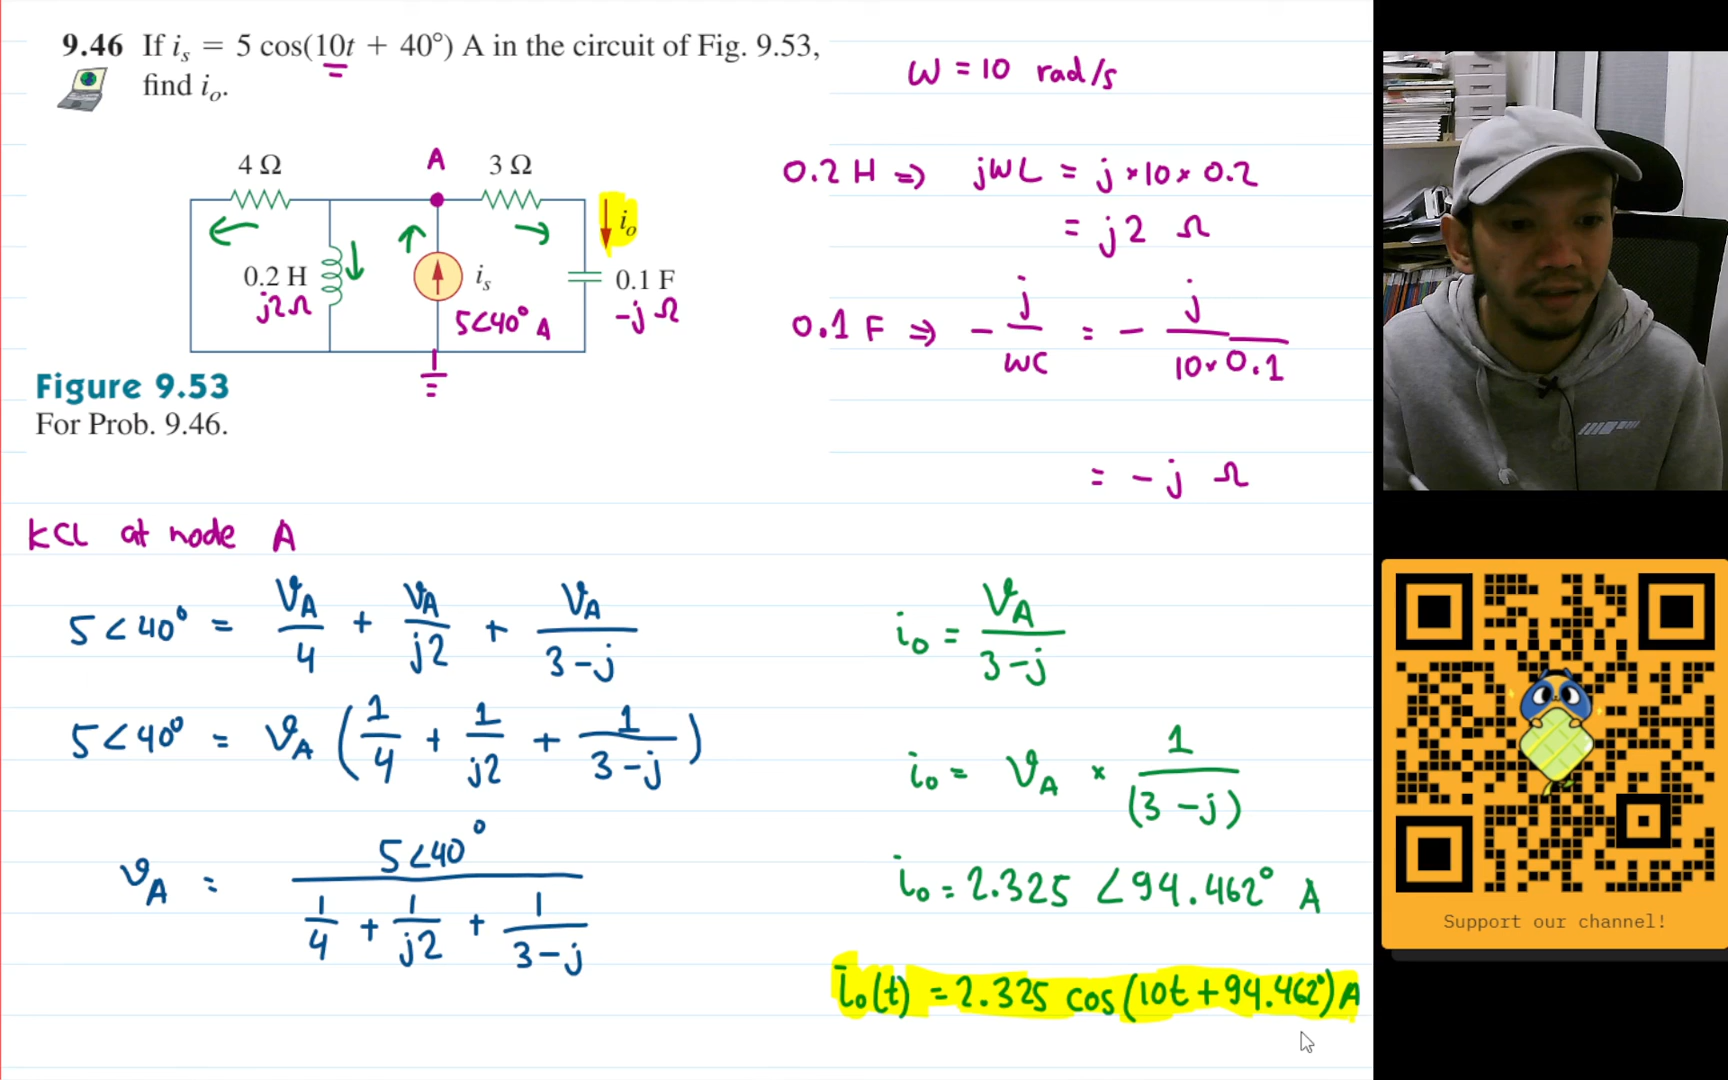 9.46 If i_s = 5 cos(10t + 40°) A in the circuit of Fig. 9.53,
find i_o.
ω = 10 rad/s
4 Ω
A
3 Ω
i_o
0.2 H
j2Ω
i_s
5<40° A
0.1 F
-j Ω
0.2 H ⇒ jωL = j × 10 × 0.2
= j2 Ω
0.1 F ⇒ - j/ωC = - j/(10 × 0.1)
= - j Ω
Figure 9.53
For Prob. 9.46.
KCL at node A
5<40° = V_A/4 + V_A/j2 + V_A/(3-j)
5<40° = V_A (1/4 + 1/j2 + 1/(3-j))
V_A = 5<40° / (1/4 + 1/j2 + 1/(3-j))
i_o = V_A/(3-j)
i_o = V_A × 1/(3-j)
i_o = 2.325 <94.462° A
i_o(t) = 2.325 cos(10t + 94.462°) A
Support our channel!